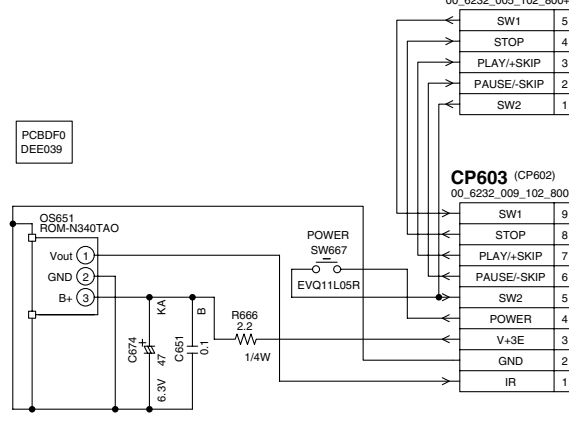 00_6232_005_102_800+
SW1 5
STOP 4
PLAY/+SKIP 3
PAUSE/-SKIP 2
SW2 1
PCBDF0
DEE039
CP603 (CP602)
00_6232_009_102_800
SW1 9
STOP 8
PLAY/+SKIP 7
PAUSE/-SKIP 6
SW2 5
POWER 4
V+3E 3
GND 2
IR 1
OS651
ROM-N340TAO
Vout 1
GND 2
B+ 3
POWER
SW667
EVQ11L05R
C674
+
47
6.3V
KA
C651
0.1
B
R666
2.2
1/4W